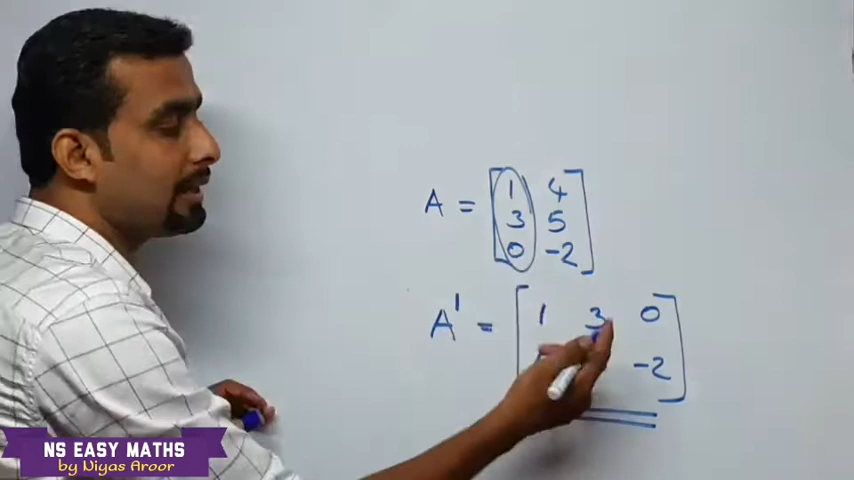 A = [ 1 4
3 5
0 -2 ]
A' = [ 1 3 0
-2 ]
NS EASY MATHS
by Niyas Aroor